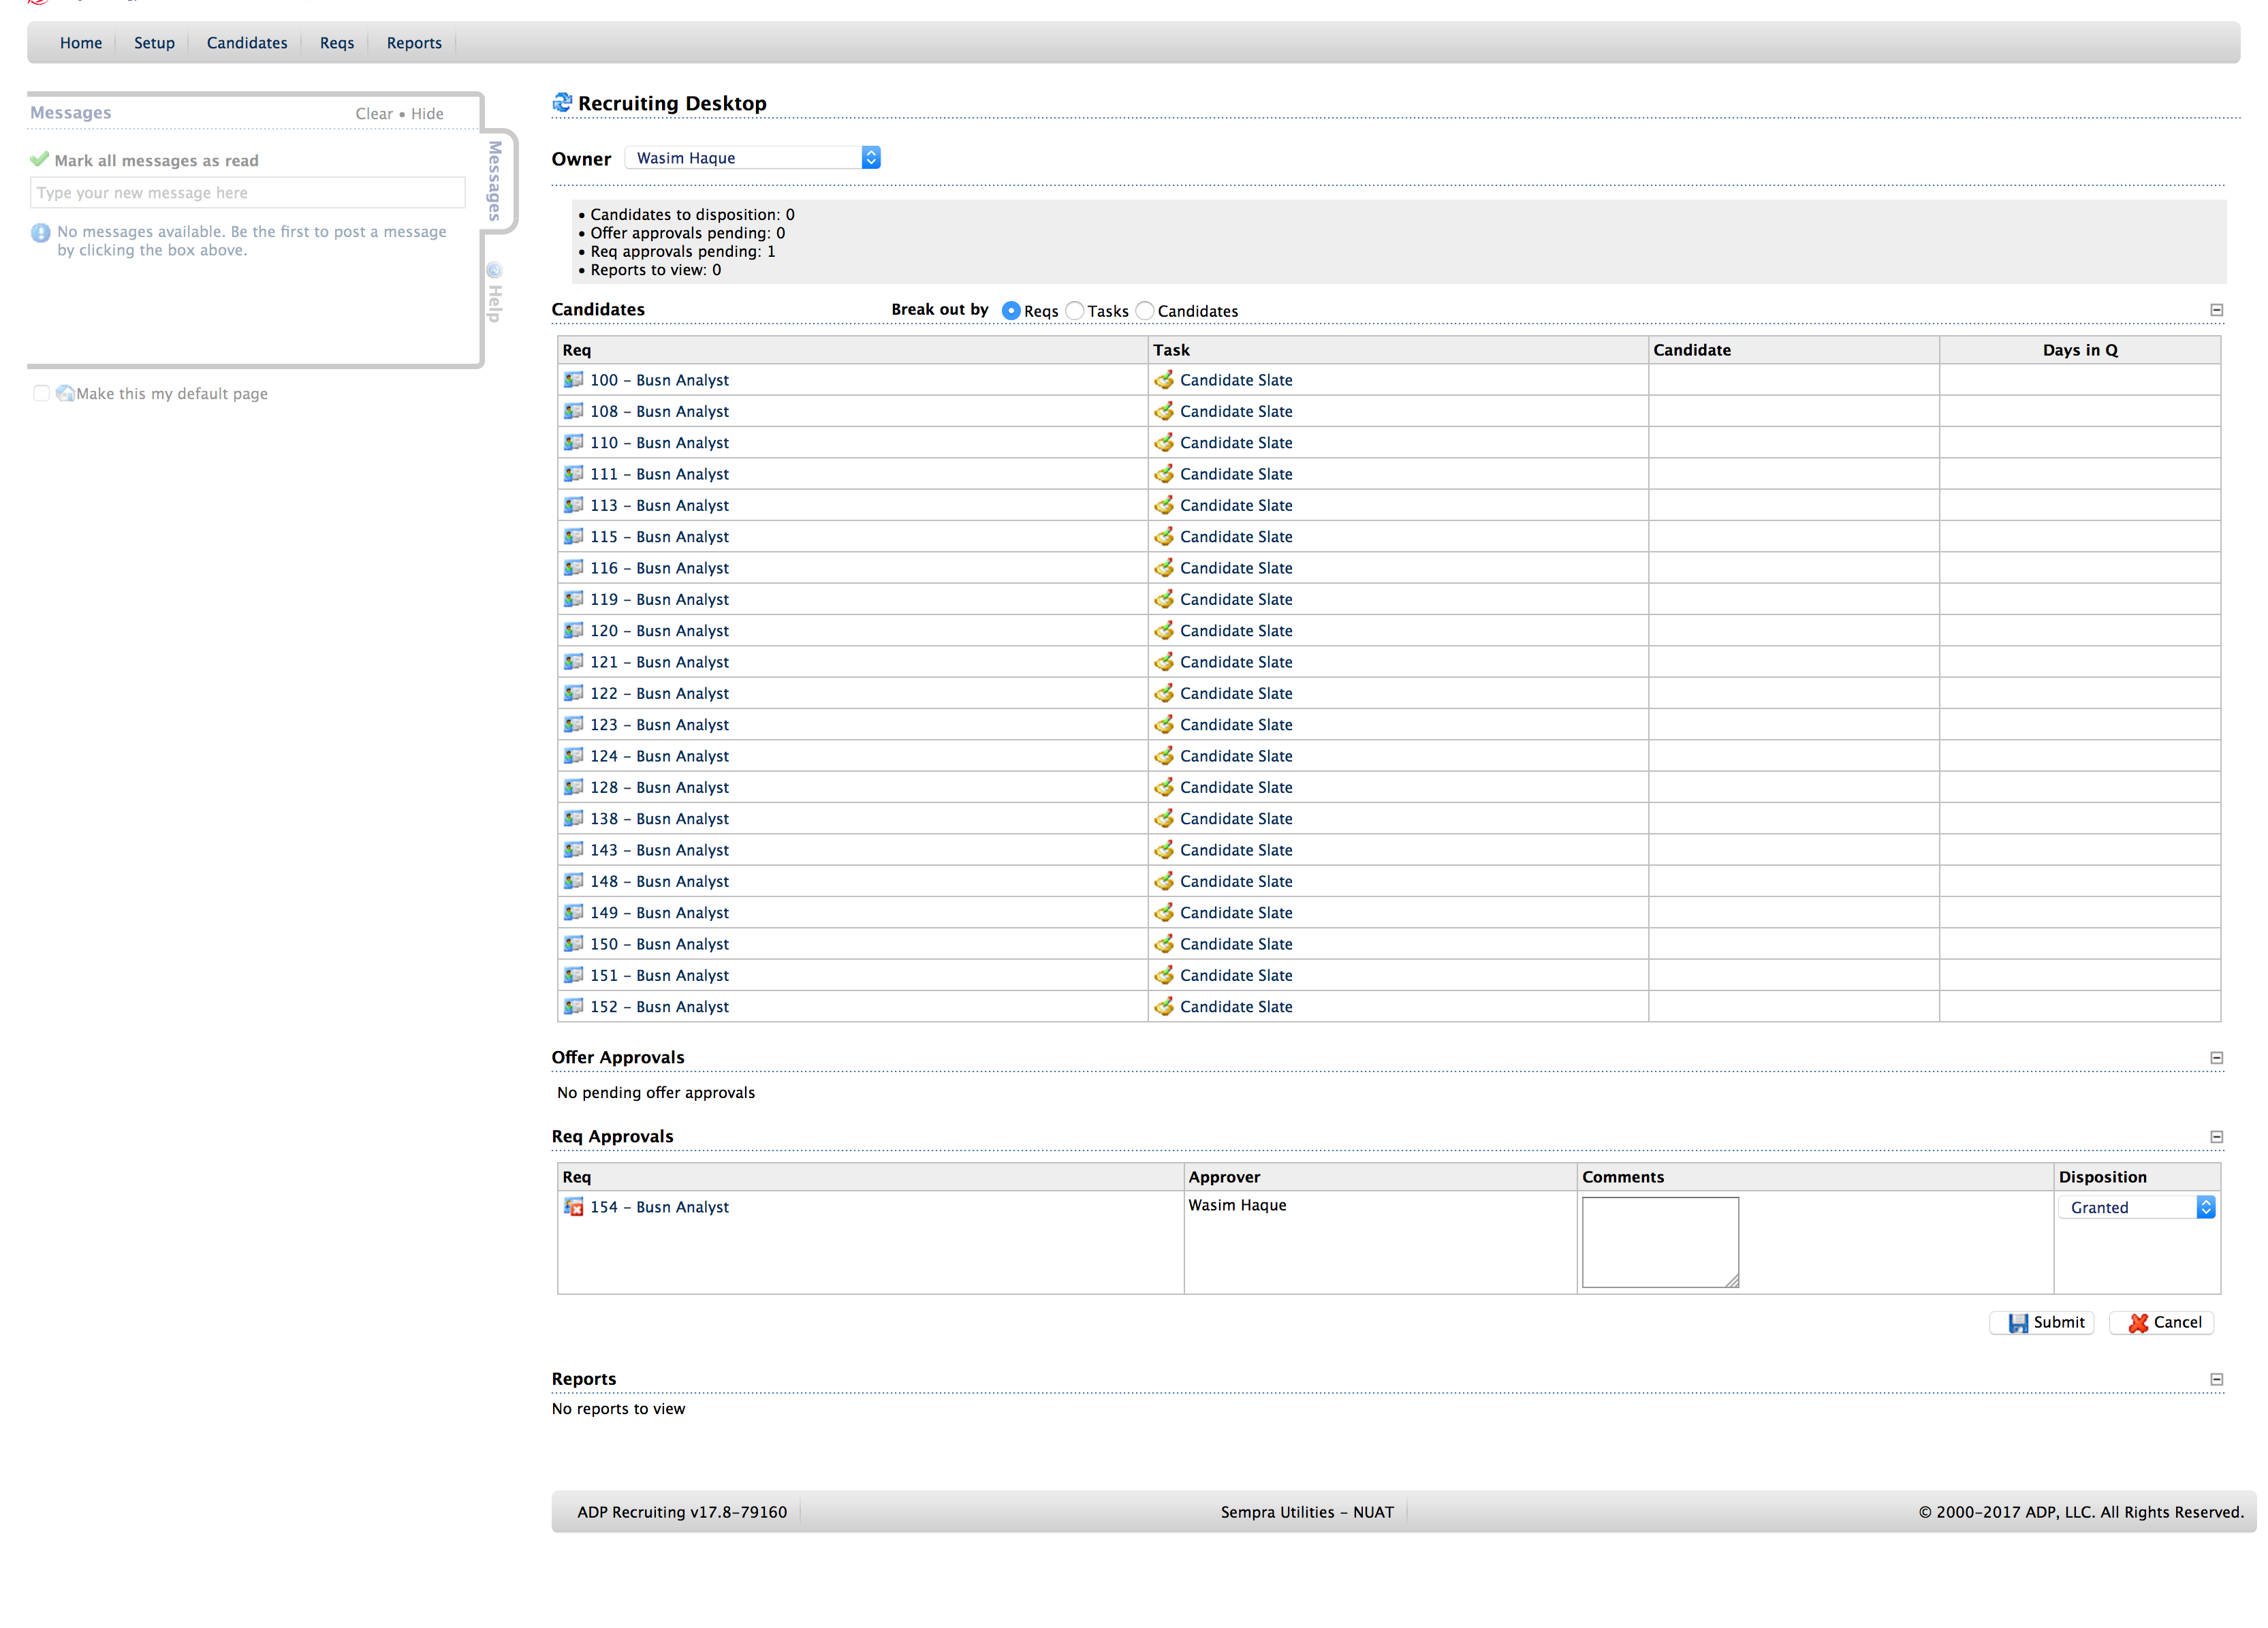 Home Setup Candidates Reqs Reports
Messages Clear • Hide
Mark all messages as read
Type your new message here
No messages available. Be the first to post a message
by clicking the box above.
Messages
Help
Make this my default page
Recruiting Desktop
Owner Wasim Haque
• Candidates to disposition: 0
• Offer approvals pending: 0
• Req approvals pending: 1
• Reports to view: 0
Candidates Break out by Reqs Tasks Candidates
Req Task Candidate Days in Q
100 – Busn Analyst Candidate Slate
108 – Busn Analyst Candidate Slate
110 – Busn Analyst Candidate Slate
111 – Busn Analyst Candidate Slate
113 – Busn Analyst Candidate Slate
115 – Busn Analyst Candidate Slate
116 – Busn Analyst Candidate Slate
119 – Busn Analyst Candidate Slate
120 – Busn Analyst Candidate Slate
121 – Busn Analyst Candidate Slate
122 – Busn Analyst Candidate Slate
123 – Busn Analyst Candidate Slate
124 – Busn Analyst Candidate Slate
128 – Busn Analyst Candidate Slate
138 – Busn Analyst Candidate Slate
143 – Busn Analyst Candidate Slate
148 – Busn Analyst Candidate Slate
149 – Busn Analyst Candidate Slate
150 – Busn Analyst Candidate Slate
151 – Busn Analyst Candidate Slate
152 – Busn Analyst Candidate Slate
Offer Approvals
No pending offer approvals
Req Approvals
Req Approver Comments Disposition
154 – Busn Analyst Wasim Haque Granted
Submit Cancel
Reports
No reports to view
ADP Recruiting v17.8–79160 Sempra Utilities – NUAT © 2000–2017 ADP, LLC. All Rights Reserved.